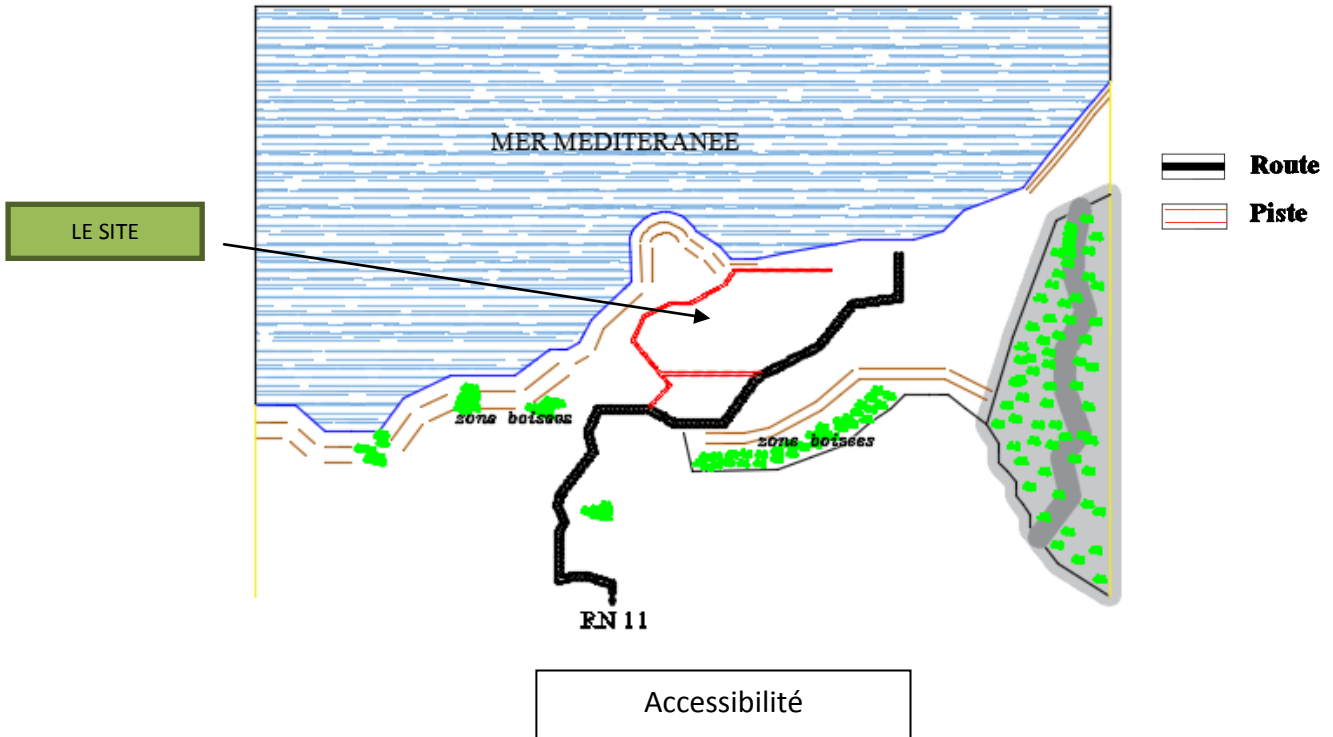 MER MEDITERANEE
Route
Piste
LE SITE
zone boisees
zone boisees
RN 11
Accessibilité